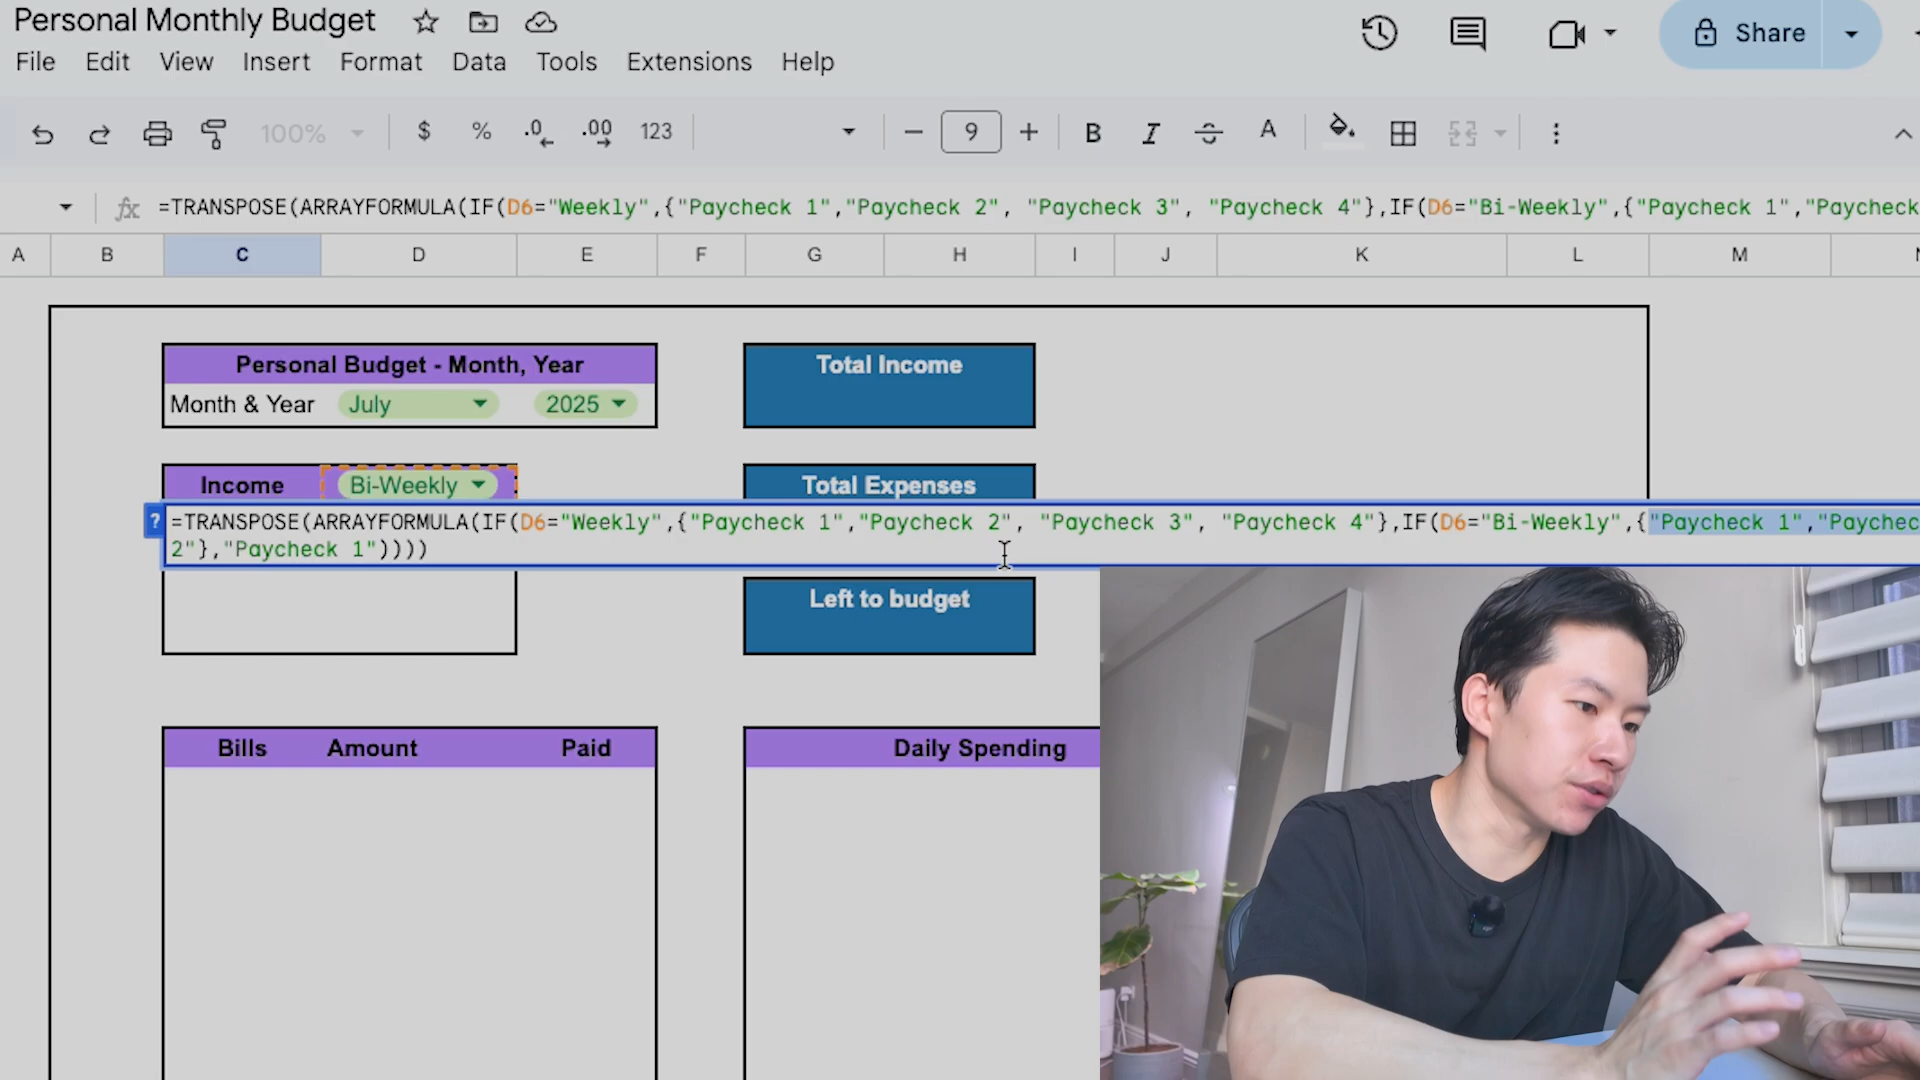 Personal Monthly Budget
File Edit View Insert Format Data Tools Extensions Help
Share
100% $ % .0 .00 123 9 B I A
fx =TRANSPOSE(ARRAYFORMULA(IF(D6="Weekly",{"Paycheck 1","Paycheck 2", "Paycheck 3", "Paycheck 4"},IF(D6="Bi-Weekly",{"Paycheck 1","Paycheck
A B C D E F G H I J K L M
Personal Budget - Month, Year
Month & Year July 2025
Total Income
Income Bi-Weekly
Total Expenses
? =TRANSPOSE(ARRAYFORMULA(IF(D6="Weekly",{"Paycheck 1","Paycheck 2", "Paycheck 3", "Paycheck 4"},IF(D6="Bi-Weekly",{"Paycheck 1","Paychec
2"},"Paycheck 1"))))
Left to budget
Bills Amount Paid
Daily Spending